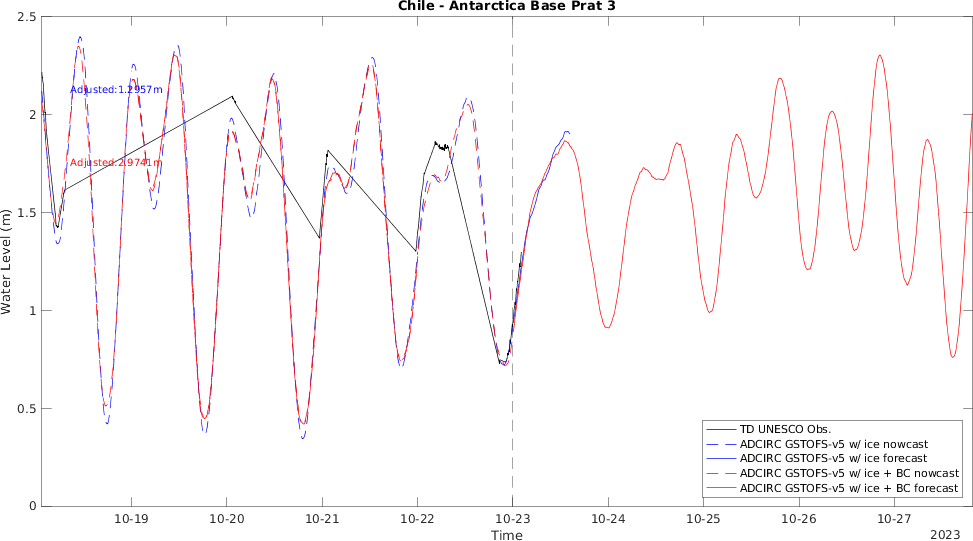 Chile - Antarctica Base Prat 3
2.5
2
1.5
1
0.5
0
Water Level (m)
Adjusted:1.2957m
Adjusted:2.9741m
TD UNESCO Obs.
ADCIRC GSTOFS-v5 w/ ice nowcast
ADCIRC GSTOFS-v5 w/ ice forecast
ADCIRC GSTOFS-v5 w/ ice + BC nowcast
ADCIRC GSTOFS-v5 w/ ice + BC forecast
10-19 10-20 10-21 10-22 10-23 10-24 10-25 10-26 10-27
Time
2023